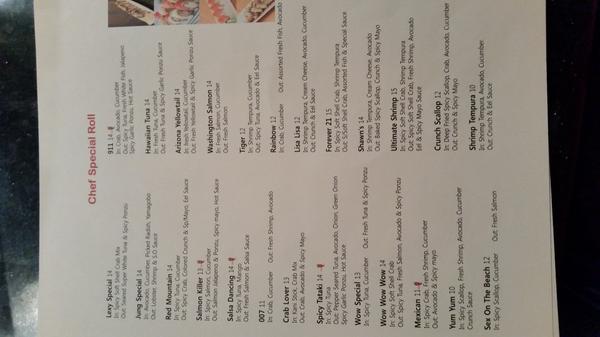 Chef Special Roll
Lexy Special 14
In: Spicy Soft Shell Crab Mix
Out: Seared Super White Tuna & Spicy Ponzu
Jung Special 14
In: Avocado, Cucumber, Picked Radish, Yamagobo
Out: Lobster, Shrimp & S.O Sauce
Red Mountain 14
In: Spicy Tuna, Cucumber
Out: Spicy Crab, Colored Crunch & Sp.Mayo, Eel Sauce
Salmon Killer 13
In: Spicy Salmon, Cucumber
Out: Salmon Jalapeno & Ponzu, Spicy mayo, Hot Sauce
Salsa Dancing 14
In: Spicy Tuna, Mango
Out: Fresh Salmon & Salsa Sauce
007 11
In: Crab, Cucumber Out: Fresh Shrimp, Avocado
Crab Lover 13
In: Kani Stick, Crab Mix
Out: Crab, Avocado & Spicy Mayo
Spicy Tataki 14
In: Spicy Tuna
Out: Pepper Seared Tuna, Avocado, Onion, Green Onion
Spicy Garlic Ponzu, Hot Sauce
Wow Special 13
In: Spicy Tuna, Cucumber Out: Fresh Tuna & Spicy Ponzu
Wow Wow Wow 14
In: Spicy Soft Shell Crab
Out: Spicy Tuna, Fresh Salmon, Avocado & Spicy Ponzu
Mexican 11
In: Spicy Crab, Fresh Shrimp, Cucumber
Out: Avocado & Spicy mayo
Yum Yum 10
In: Spicy Scallop, Fresh Shrimp, Avocado, Cucumber
Out: Crunch & Eel Sauce
Sex On The Beach 12
In: Spicy Scallop, Cucumber Out: Fresh Salmon
911 14
In: Crab, Avocado, Cucumber
Out: Spicy Tuna, Fresh White Fish, Jalapeno
Spicy Garlic Ponzu, Hot Sauce
Hawaiian Tuna 14
In: Fresh Tuna, Cucumber
Out: Fresh Tuna & Spicy Garlic Ponzu Sauce
Arizona Yellowtail 14
In: Fresh Yellowtail, Cucumber
Out: Fresh Yellowtail & Spicy Garlic Ponzu Sauce
Washington Salmon 14
In: Fresh Salmon, Cucumber
Out: Fresh Salmon
Tiger 12
In: Shrimp Tempura, Cucumber
Out: Spicy Tuna, Avocado & Eel Sauce
Rainbow 12
In: Crab, Cucumber Out: Assorted Fresh Fish, Avocado
Lisa Lisa 12
In: Shrimp Tempura, Cream Cheese, Avocado
Out: Crunch & Eel Sauce
Forever 21 15
In: Spicy Soft Shell Crab, Shrimp Tempura
Out: S.Soft Shell Crab, Assorted Fish & Special Sauce
Shawn's 14
In: Shrimp Tempura, Cream Cheese, Avocado
Out: Baked Spicy Scallop, Crunch & Spicy Mayo
Ultimate Shrimp 15
In: Spicy Soft Shell Crab, Shrimp Tempura
Out: Spicy Soft Shell Crab, Fresh Shrimp, Avocado
Eel & Spicy Mayo Sauce
Crunch Scallop 12
In: Deep Fried Spicy Scallop, Crab, Avocado, Cucumber
Out: Crunch & Spicy Mayo
Shrimp Tempura 10
In: Shrimp Tempura, Avocado, Cucumber
Out: Crunch & Eel Sauce